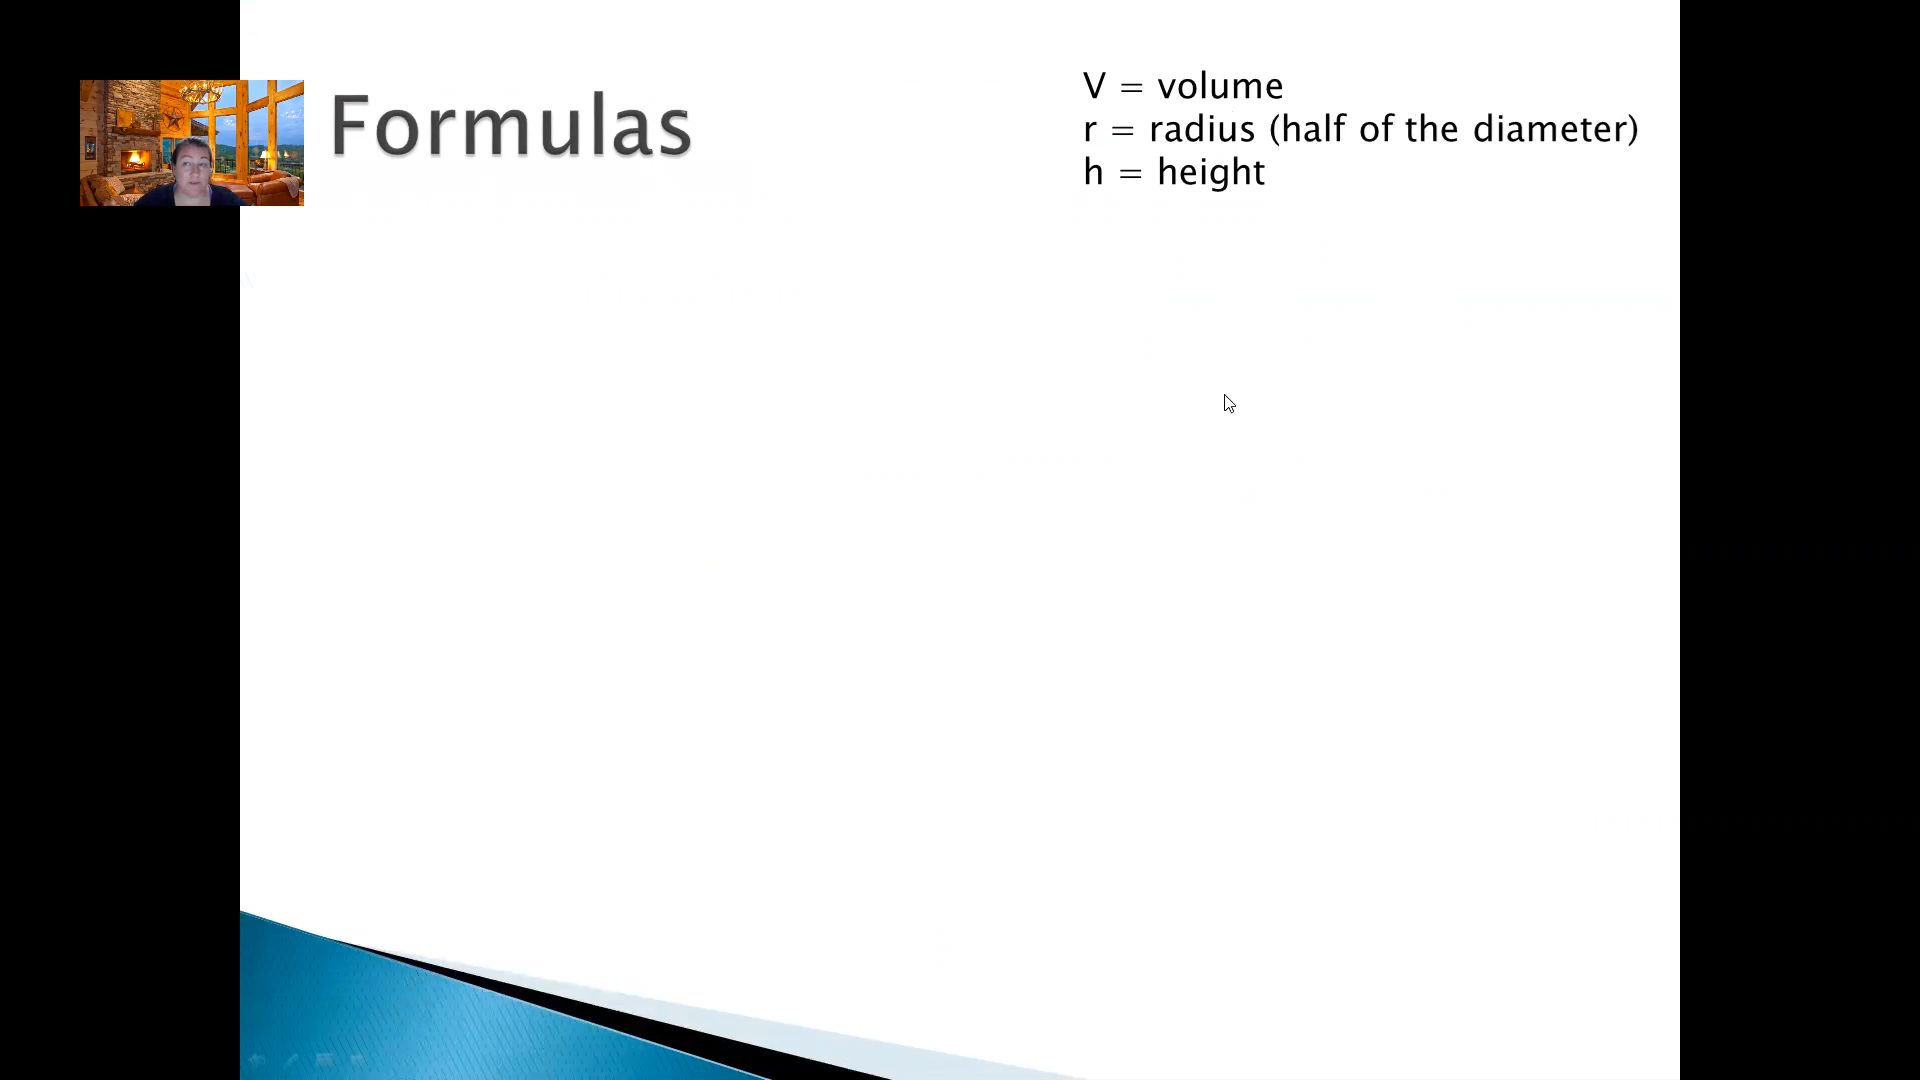 Formulas
V = volume
r = radius (half of the diameter)
h = height